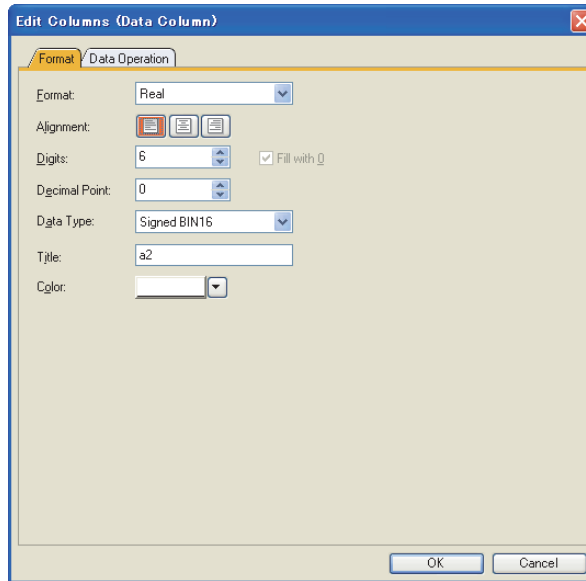 Edit Columns (Data Column)
Format Data Operation
Format: Real
Alignment:
Digits: 6 Fill with 0
Decimal Point: 0
Data Type: Signed BIN16
Title: a2
Color:
OK Cancel